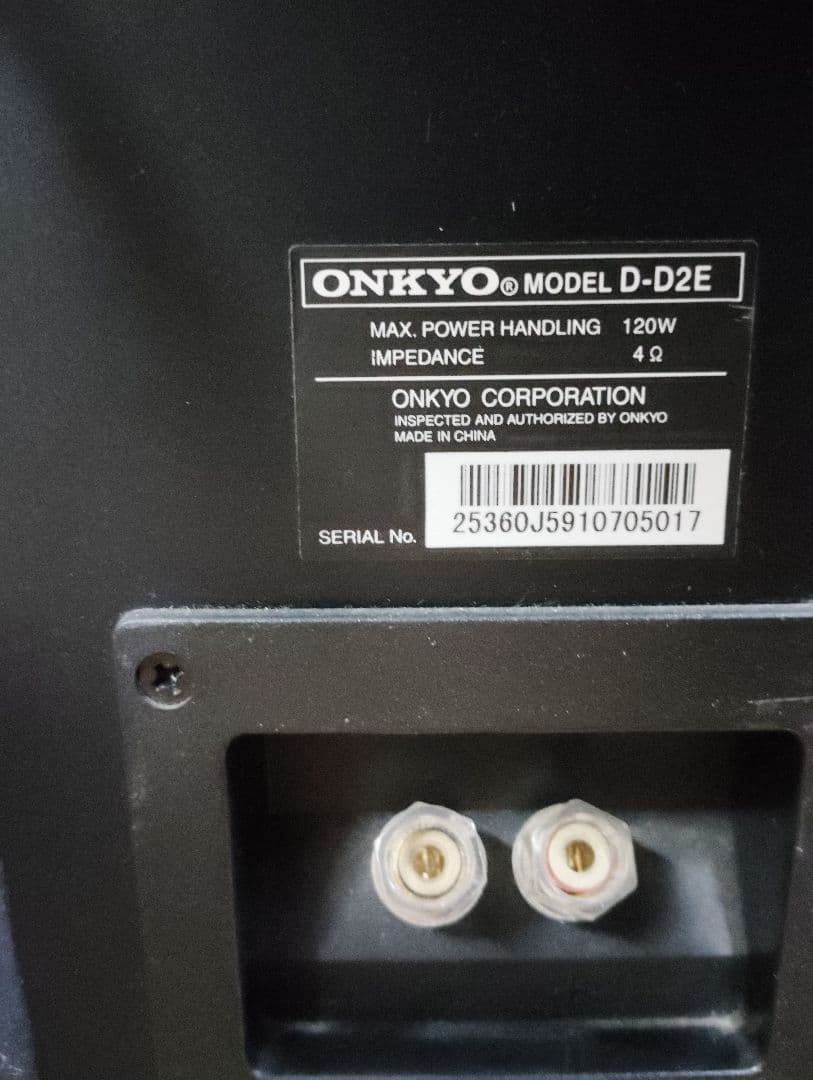 ONKYO® MODEL D-D2E
MAX. POWER HANDLING 120W
IMPEDANCE 4 Ω
ONKYO CORPORATION
INSPECTED AND AUTHORIZED BY ONKYO
MADE IN CHINA
SERIAL No. 25360J5910705017